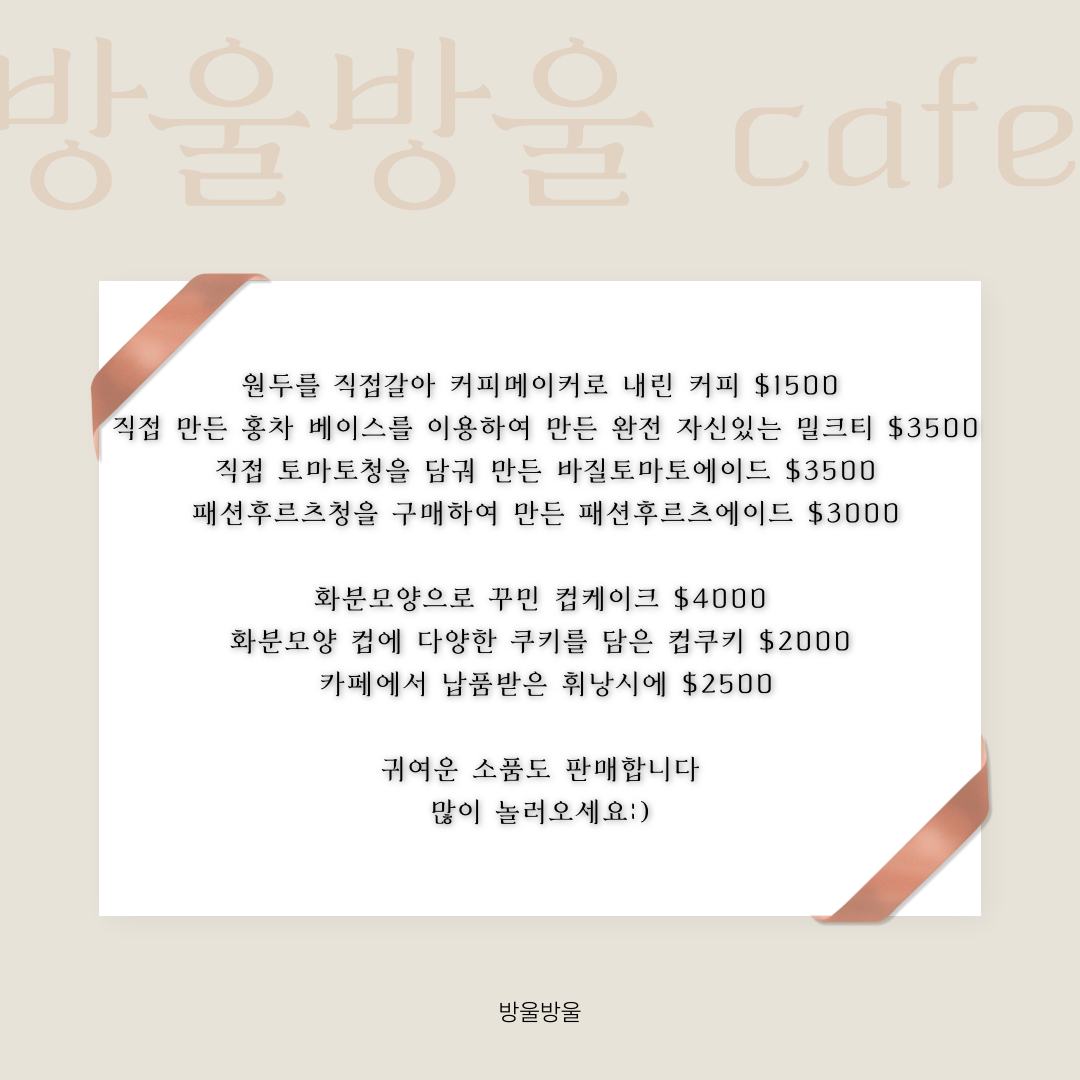 방울방울 cafe
원두를 직접갈아 커피메이커로 내린 커피 $1500
직접 만든 홍차 베이스를 이용하여 만든 완전 자신있는 밀크티 $3500
직접 토마토청을 담궈 만든 바질토마토에이드 $3500
패션후르츠청을 구매하여 만든 패션후르츠에이드 $3000
화분모양으로 꾸민 컵케이크 $4000
화분모양 컵에 다양한 쿠키를 담은 컵쿠키 $2000
카페에서 납품받은 휘낭시에 $2500
귀여운 소품도 판매합니다
많이 놀러오세요:)
방울방울